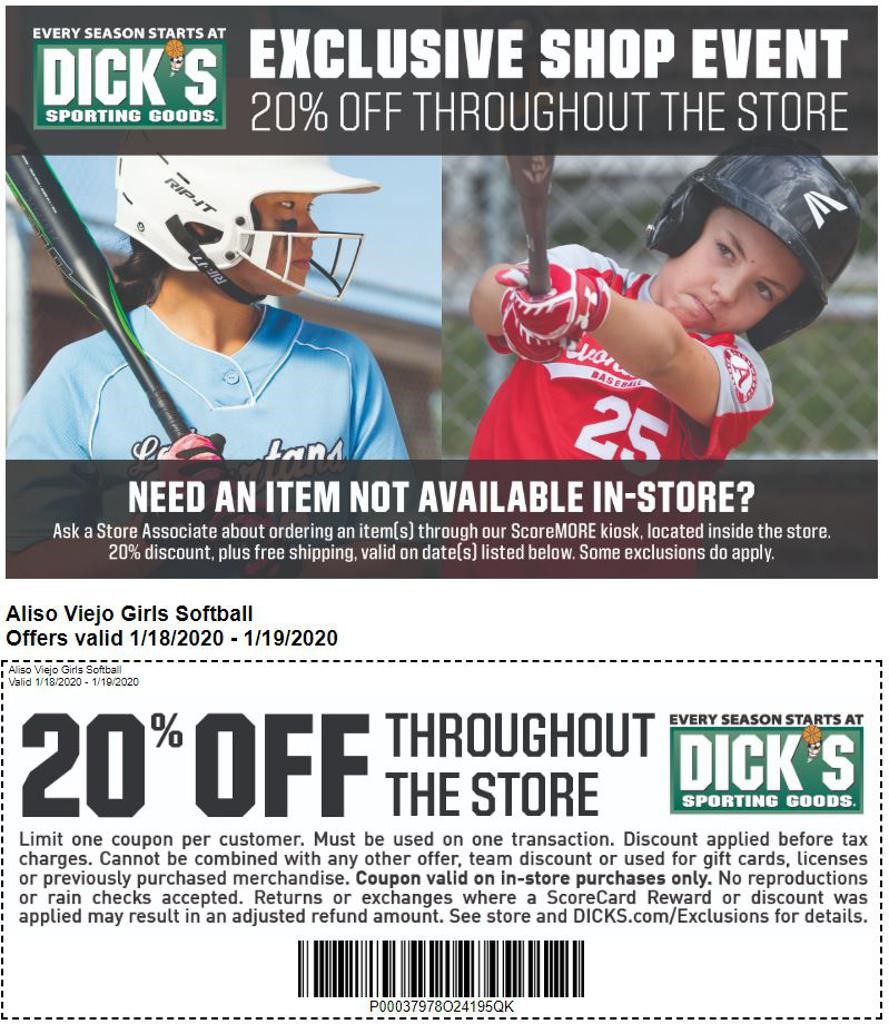 EVERY SEASON STARTS AT
DICK'S
SPORTING GOODS.
EXCLUSIVE SHOP EVENT
20% OFF THROUGHOUT THE STORE
RIP-IT
RIP-IT
BASEBALL
25
A
NEED AN ITEM NOT AVAILABLE IN-STORE?
Ask a Store Associate about ordering an item(s) through our ScoreMORE kiosk, located inside the store.
20% discount, plus free shipping, valid on date(s) listed below. Some exclusions do apply.
Aliso Viejo Girls Softball
Offers valid 1/18/2020 - 1/19/2020
Aliso Viejo Girls Softball
Valid 1/18/2020 - 1/19/2020
20% OFF
THROUGHOUT
THE STORE
EVERY SEASON STARTS AT
DICK'S
SPORTING GOODS.
Limit one coupon per customer. Must be used on one transaction. Discount applied before tax
charges. Cannot be combined with any other offer, team discount or used for gift cards, licenses
or previously purchased merchandise. Coupon valid on in-store purchases only. No reproductions
or rain checks accepted. Returns or exchanges where a ScoreCard Reward or discount was
applied may result in an adjusted refund amount. See store and DICKS.com/Exclusions for details.
P00037978O24195QK